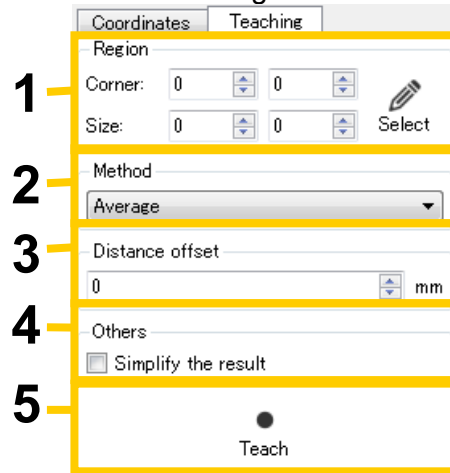 Coordinates Teaching
Region
1
Corner: 0 0
Size: 0 0 Select
2
Method
Average
3
Distance offset
0 mm
4
Others
Simplify the result
5
Teach